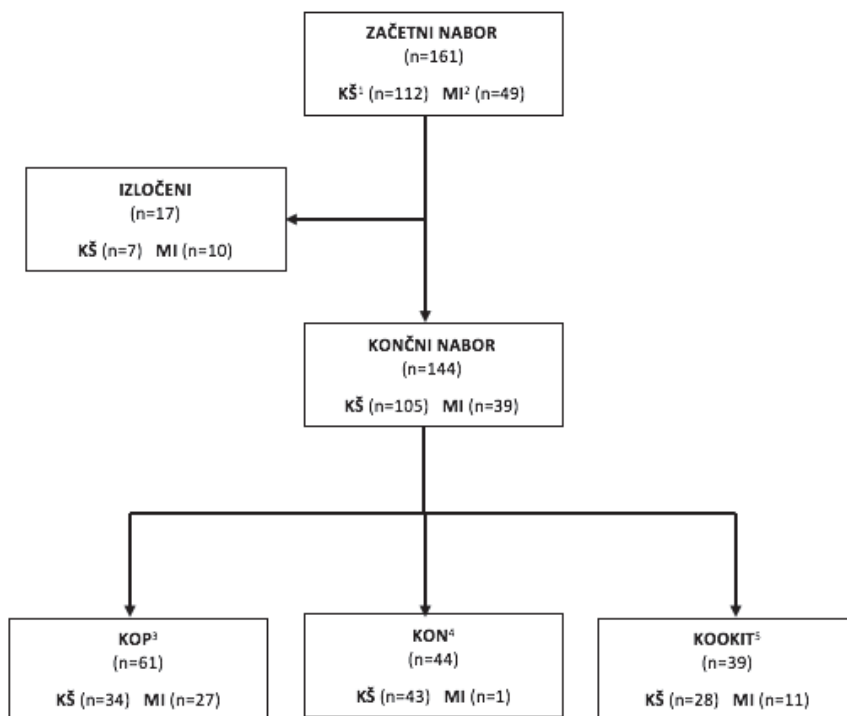 ZAČETNI NABOR
(n=161)
KŠ¹ (n=112) MI² (n=49)
IZLOČENI
(n=17)
KŠ (n=7) MI (n=10)
KONČNI NABOR
(n=144)
KŠ (n=105) MI (n=39)
KOP³
(n=61)
KŠ (n=34) MI (n=27)
KON⁴
(n=44)
KŠ (n=43) MI (n=1)
KOOKIT⁵
(n=39)
KŠ (n=28) MI (n=11)